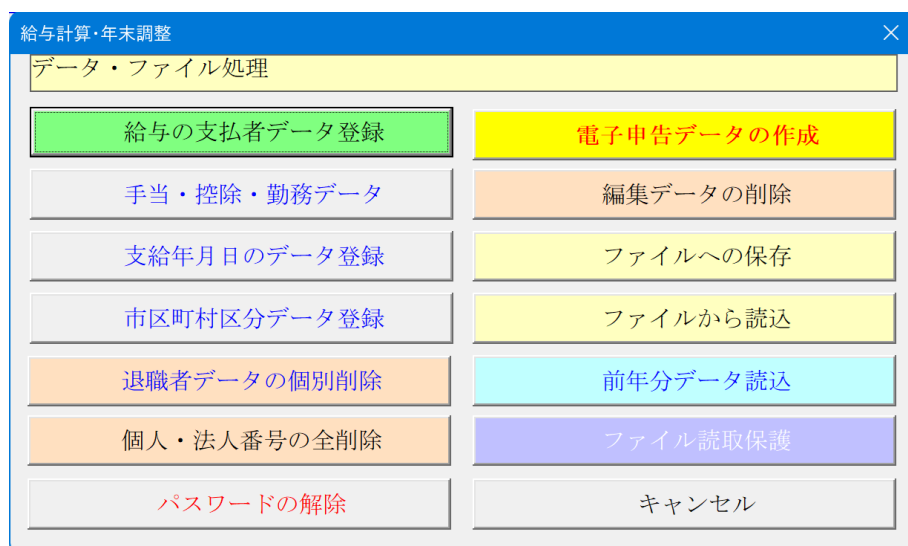 給与計算・年末調整
データ・ファイル処理
給与の支払者データ登録
電子申告データの作成
手当・控除・勤務データ
編集データの削除
支給年月日のデータ登録
ファイルへの保存
市区町村区分データ登録
ファイルから読込
退職者データの個別削除
前年分データ読込
個人・法人番号の全削除
ファイル読取保護
パスワードの解除
キャンセル